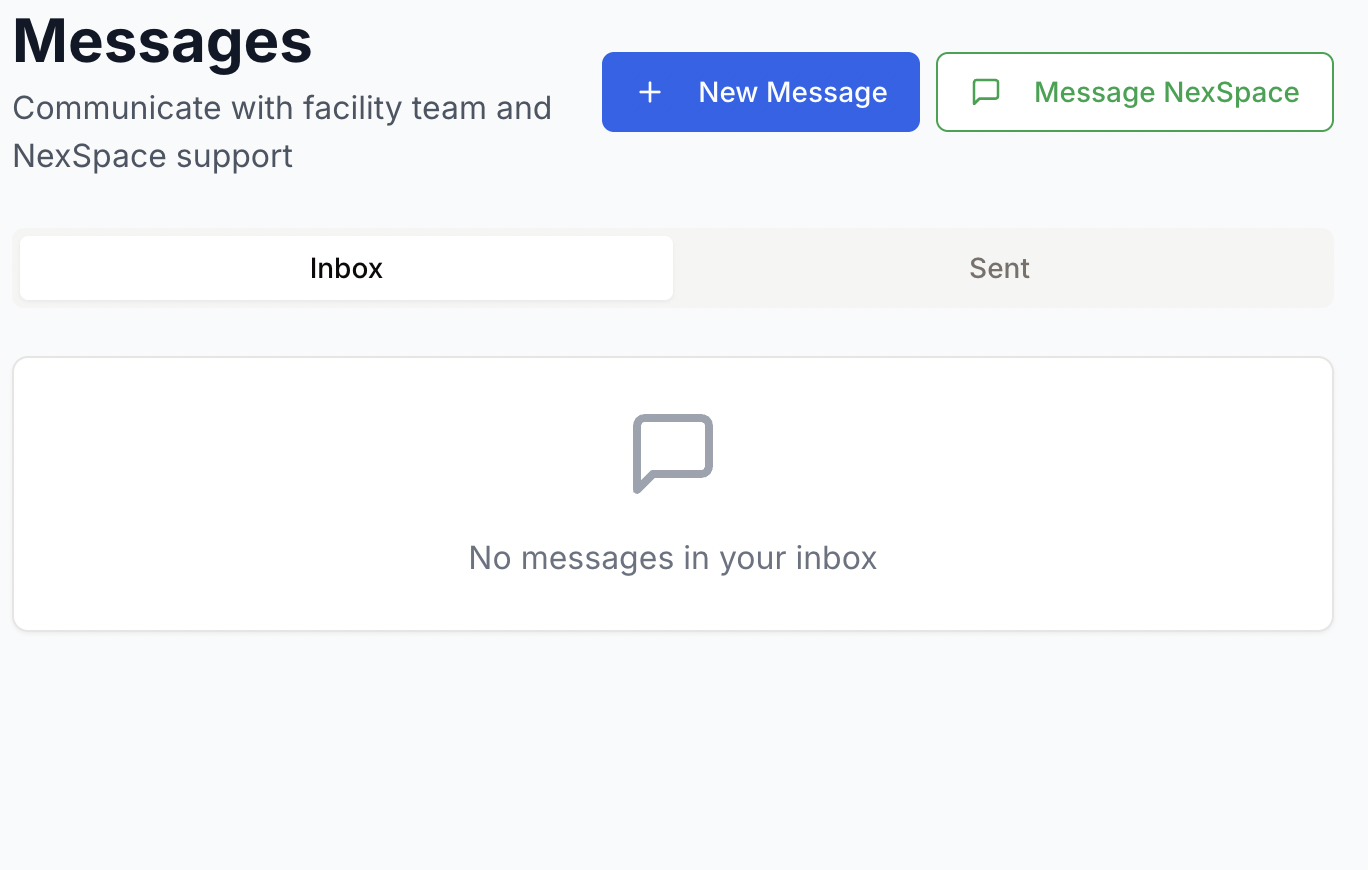 Messages
Communicate with facility team and
NexSpace support
New Message
Message NexSpace
Inbox
Sent
No messages in your inbox